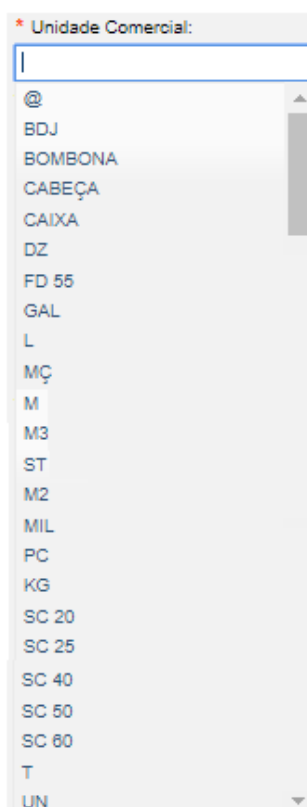 * Unidade Comercial:
@
BDJ
BOMBONA
CABEÇA
CAIXA
DZ
FD 55
GAL
L
MÇ
M
M3
ST
M2
MIL
PC
KG
SC 20
SC 25
SC 40
SC 50
SC 60
T
UN